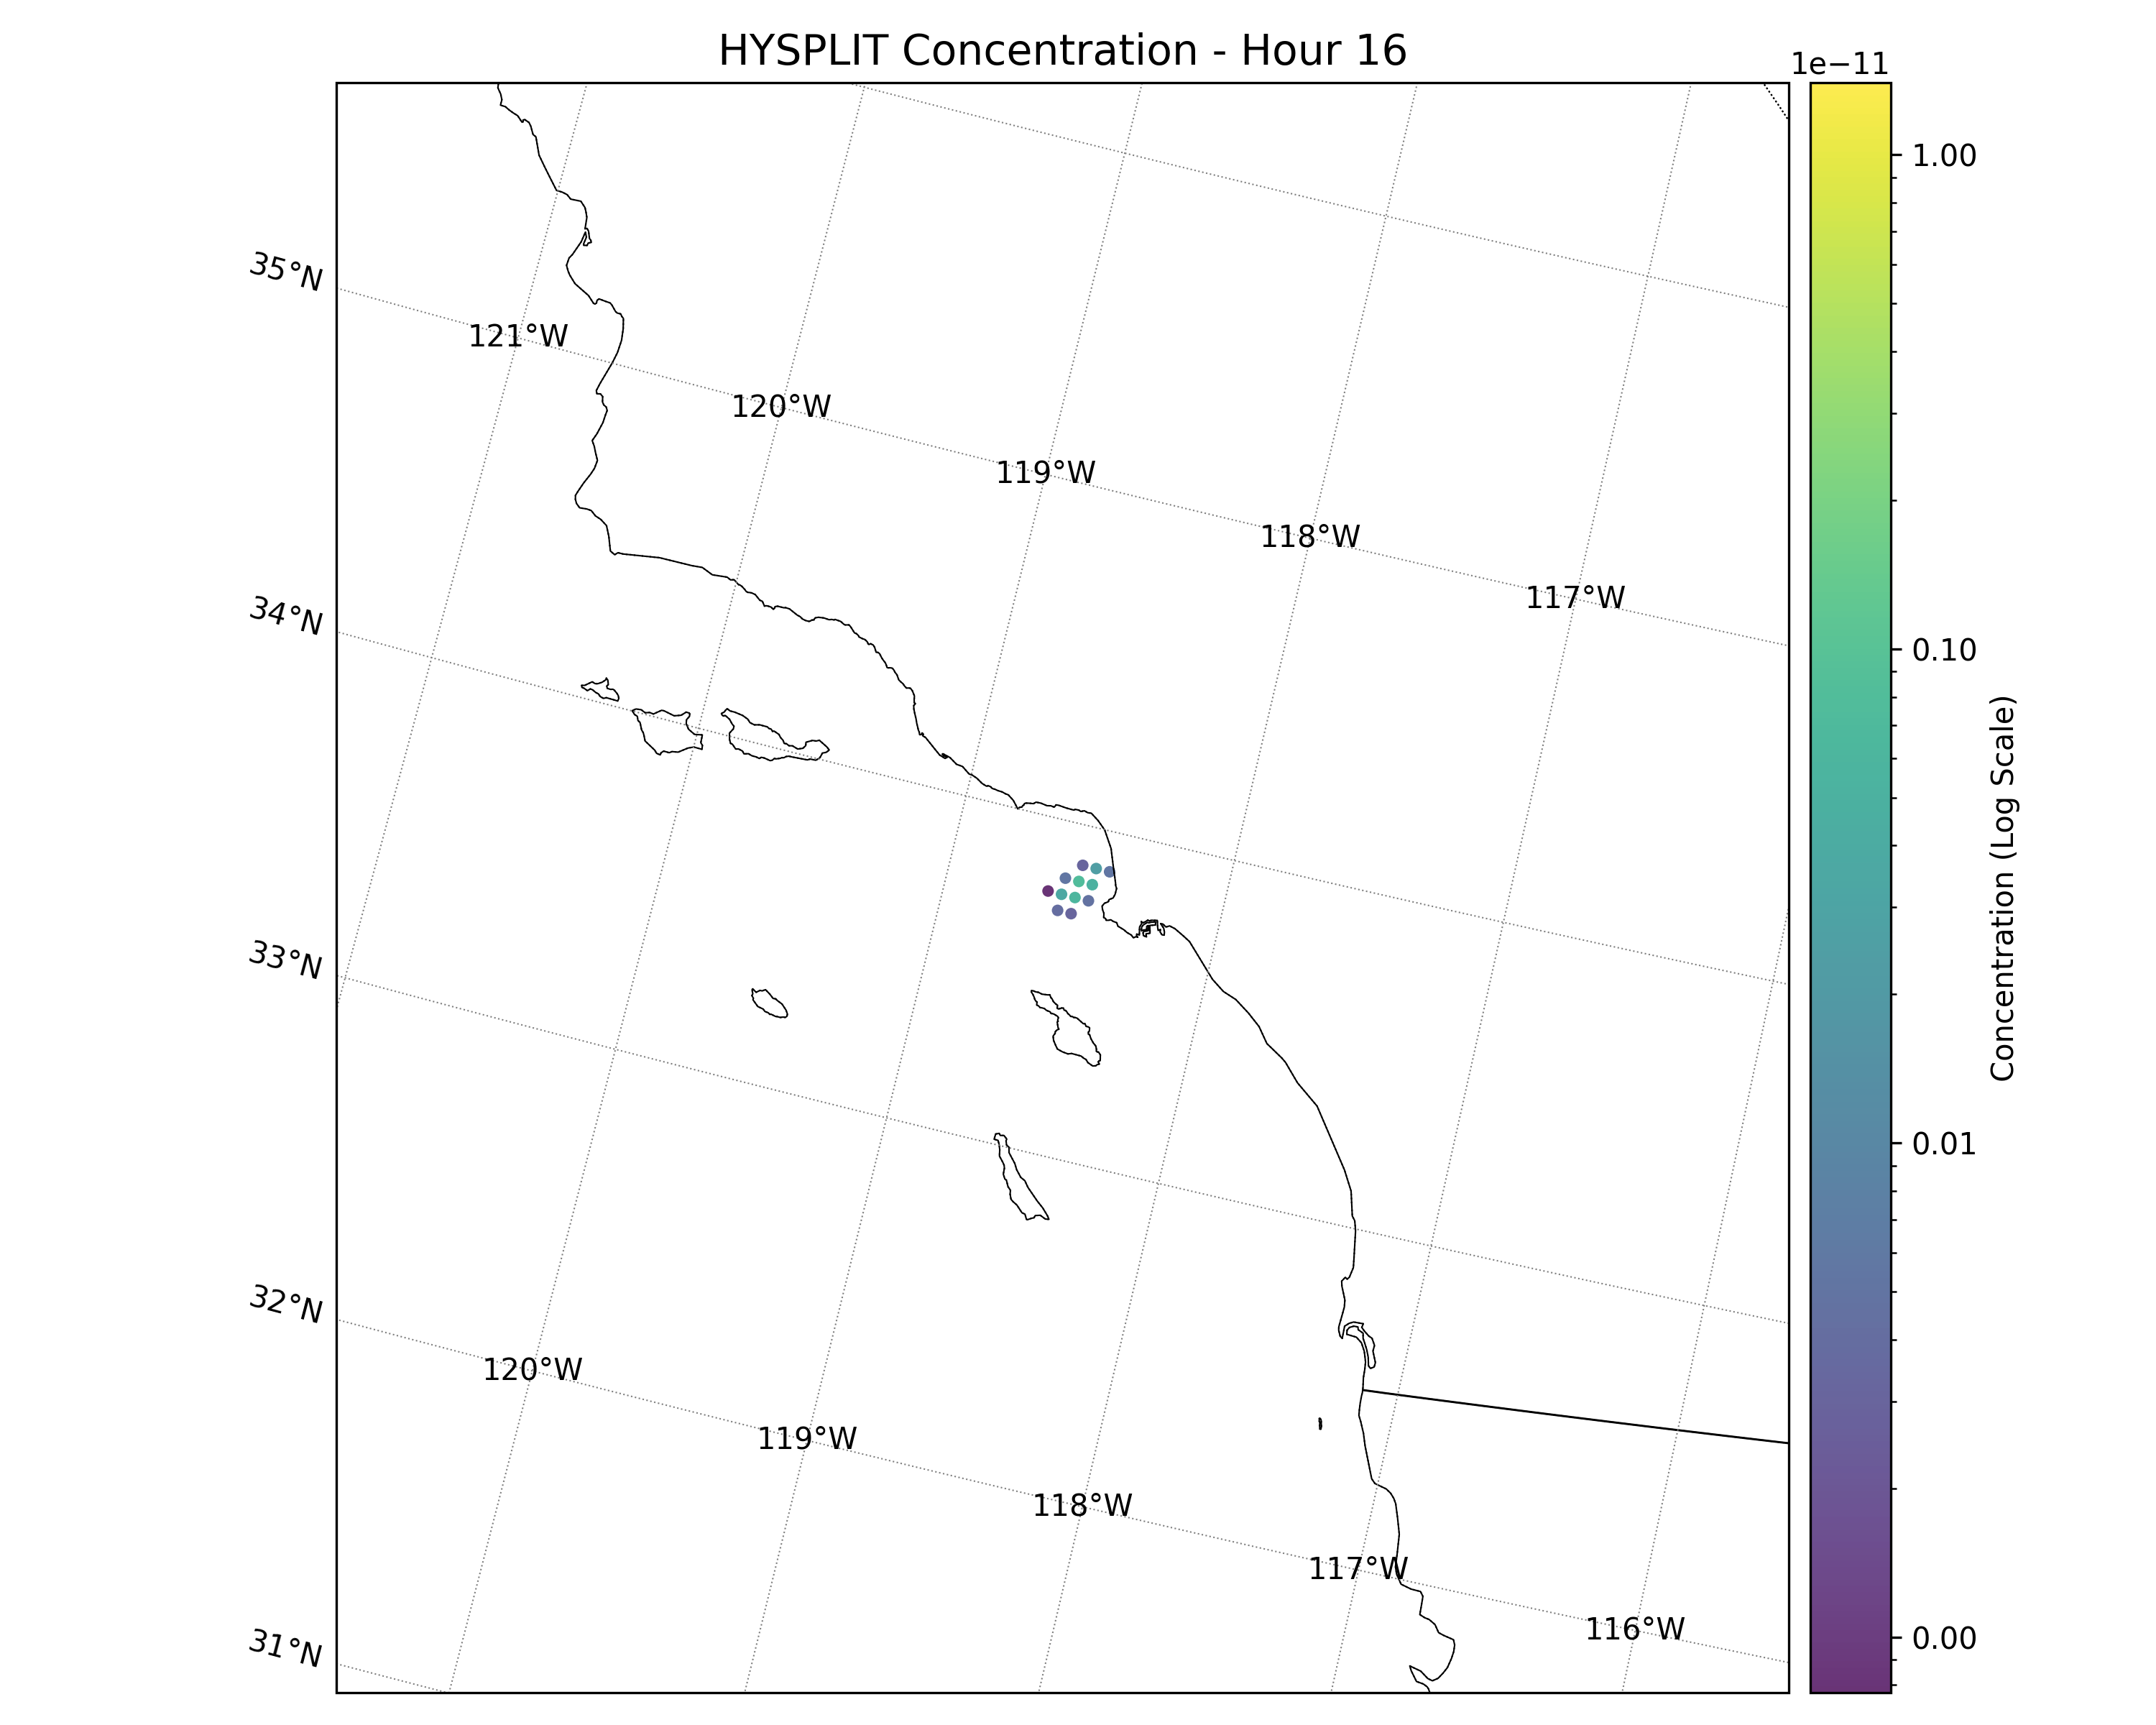 HYSPLIT Concentration - Hour 16
1e−11
1.00
35°N
121°W
120°W
119°W
118°W
117°W
34°N
0.10
Concentration (Log Scale)
33°N
0.01
32°N
120°W
119°W
118°W
117°W
116°W
31°N
0.00